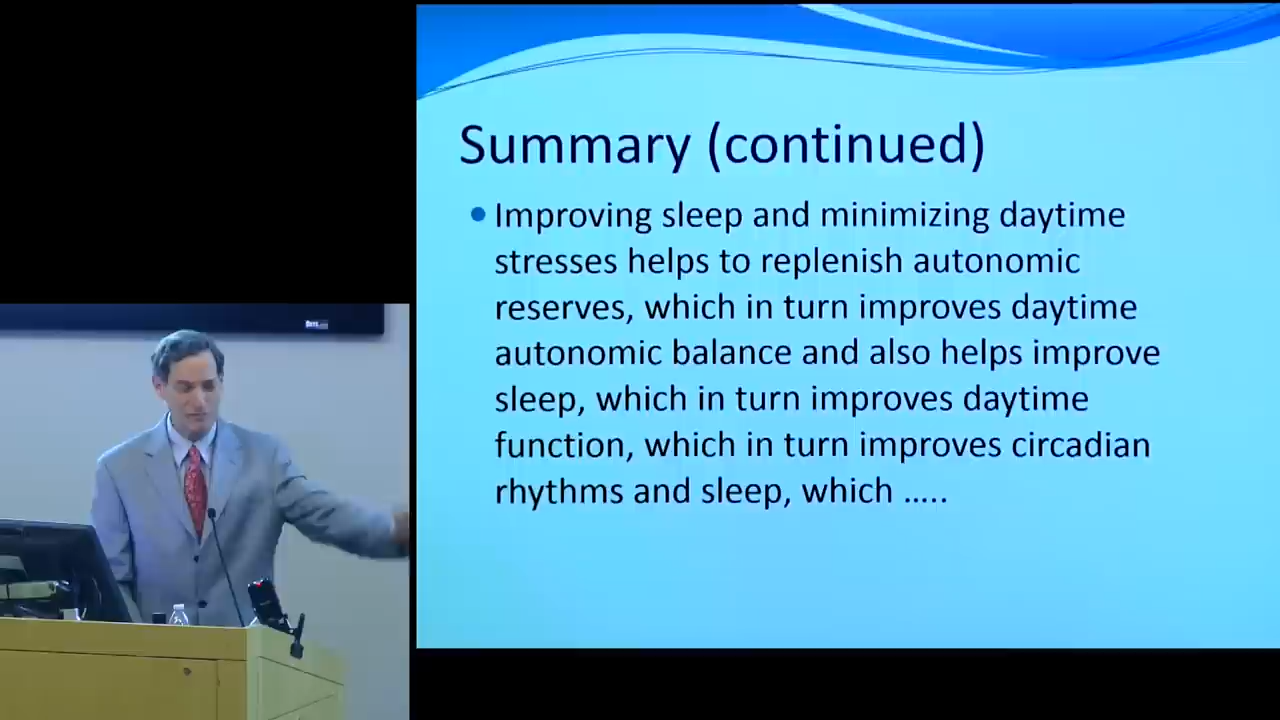 Summary (continued)
• Improving sleep and minimizing daytime
stresses helps to replenish autonomic
reserves, which in turn improves daytime
autonomic balance and also helps improve
sleep, which in turn improves daytime
function, which in turn improves circadian
rhythms and sleep, which …..